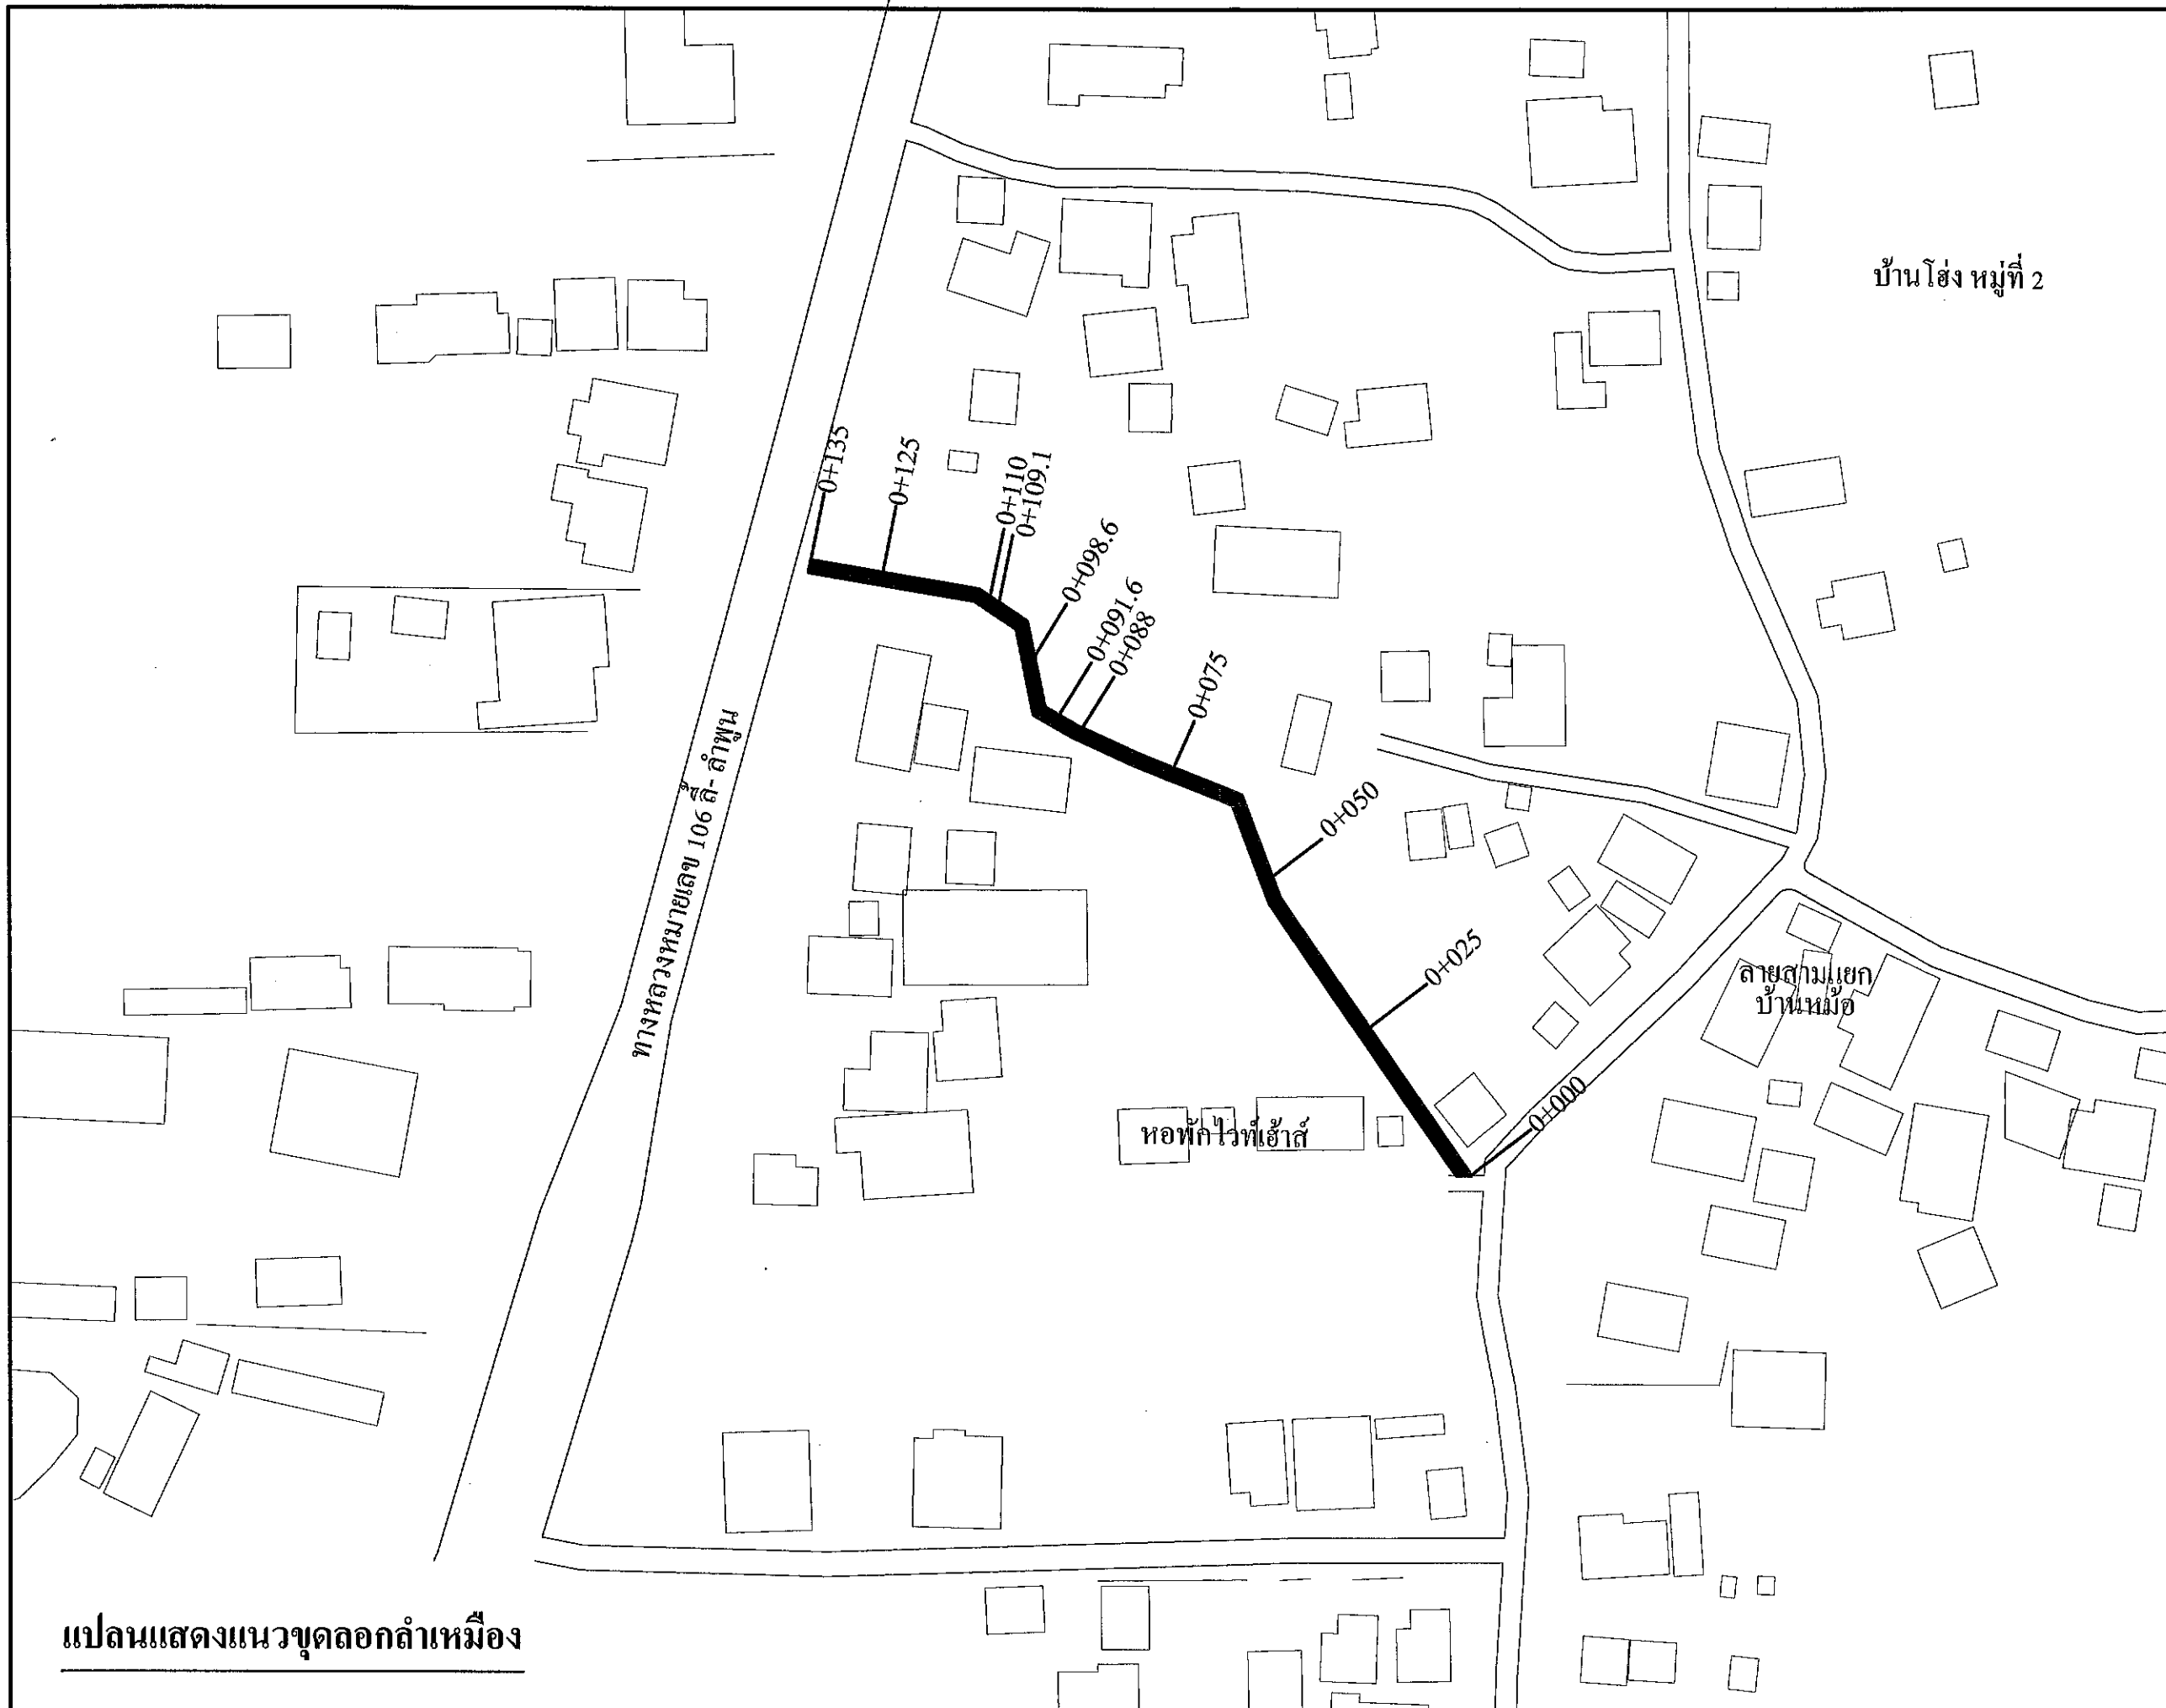 บ้านโฮ่ง หมู่ที่ 2
0+135
0+125
0+110
0+109.1
0+098.6
0+091.6
0+088
0+075
0+050
0+025
0+000
ทางหลวงหมายเลข 106 ลี้- ลำพูน
ลายสามแยก
บ้านหม้อ
หอพักไวท์เฮ้าส์
แปลนแสดงแนวขุดลอกลำเหมือง